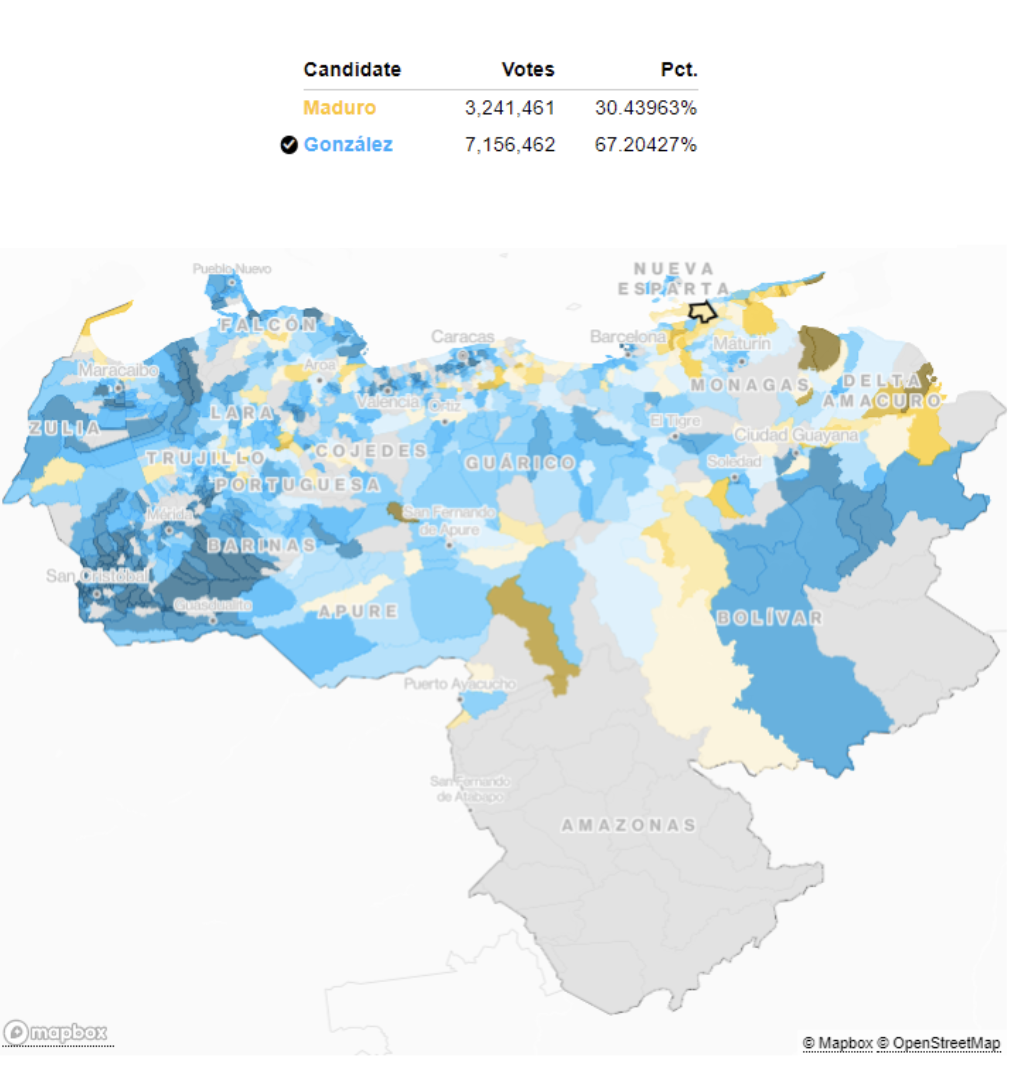 Candidate Votes Pct.
Maduro 3,241,461 30.43963%
González 7,156,462 67.20427%
Pueblo Nuevo
NUEVA
ESPARTA
FALCÓN
Caracas
Barcelona
Maturin
Maracaibo
Aroa
MONAGAS
DELTA
AMACURO
Valencia
Ortiz
LARA
El Tigre
ZULIA
Ciudad Guayana
TRUJILLO
COJEDES
GUÁRICO
Soledad
PORTUGUESA
Mérida
San Fernando
de Apure
BARINAS
San Cristóbal
Guasdualito
APURE
BOLÍVAR
Puerto Ayacucho
San Fernando
de Atabapo
AMAZONAS
mapbox
© Mapbox © OpenStreetMap